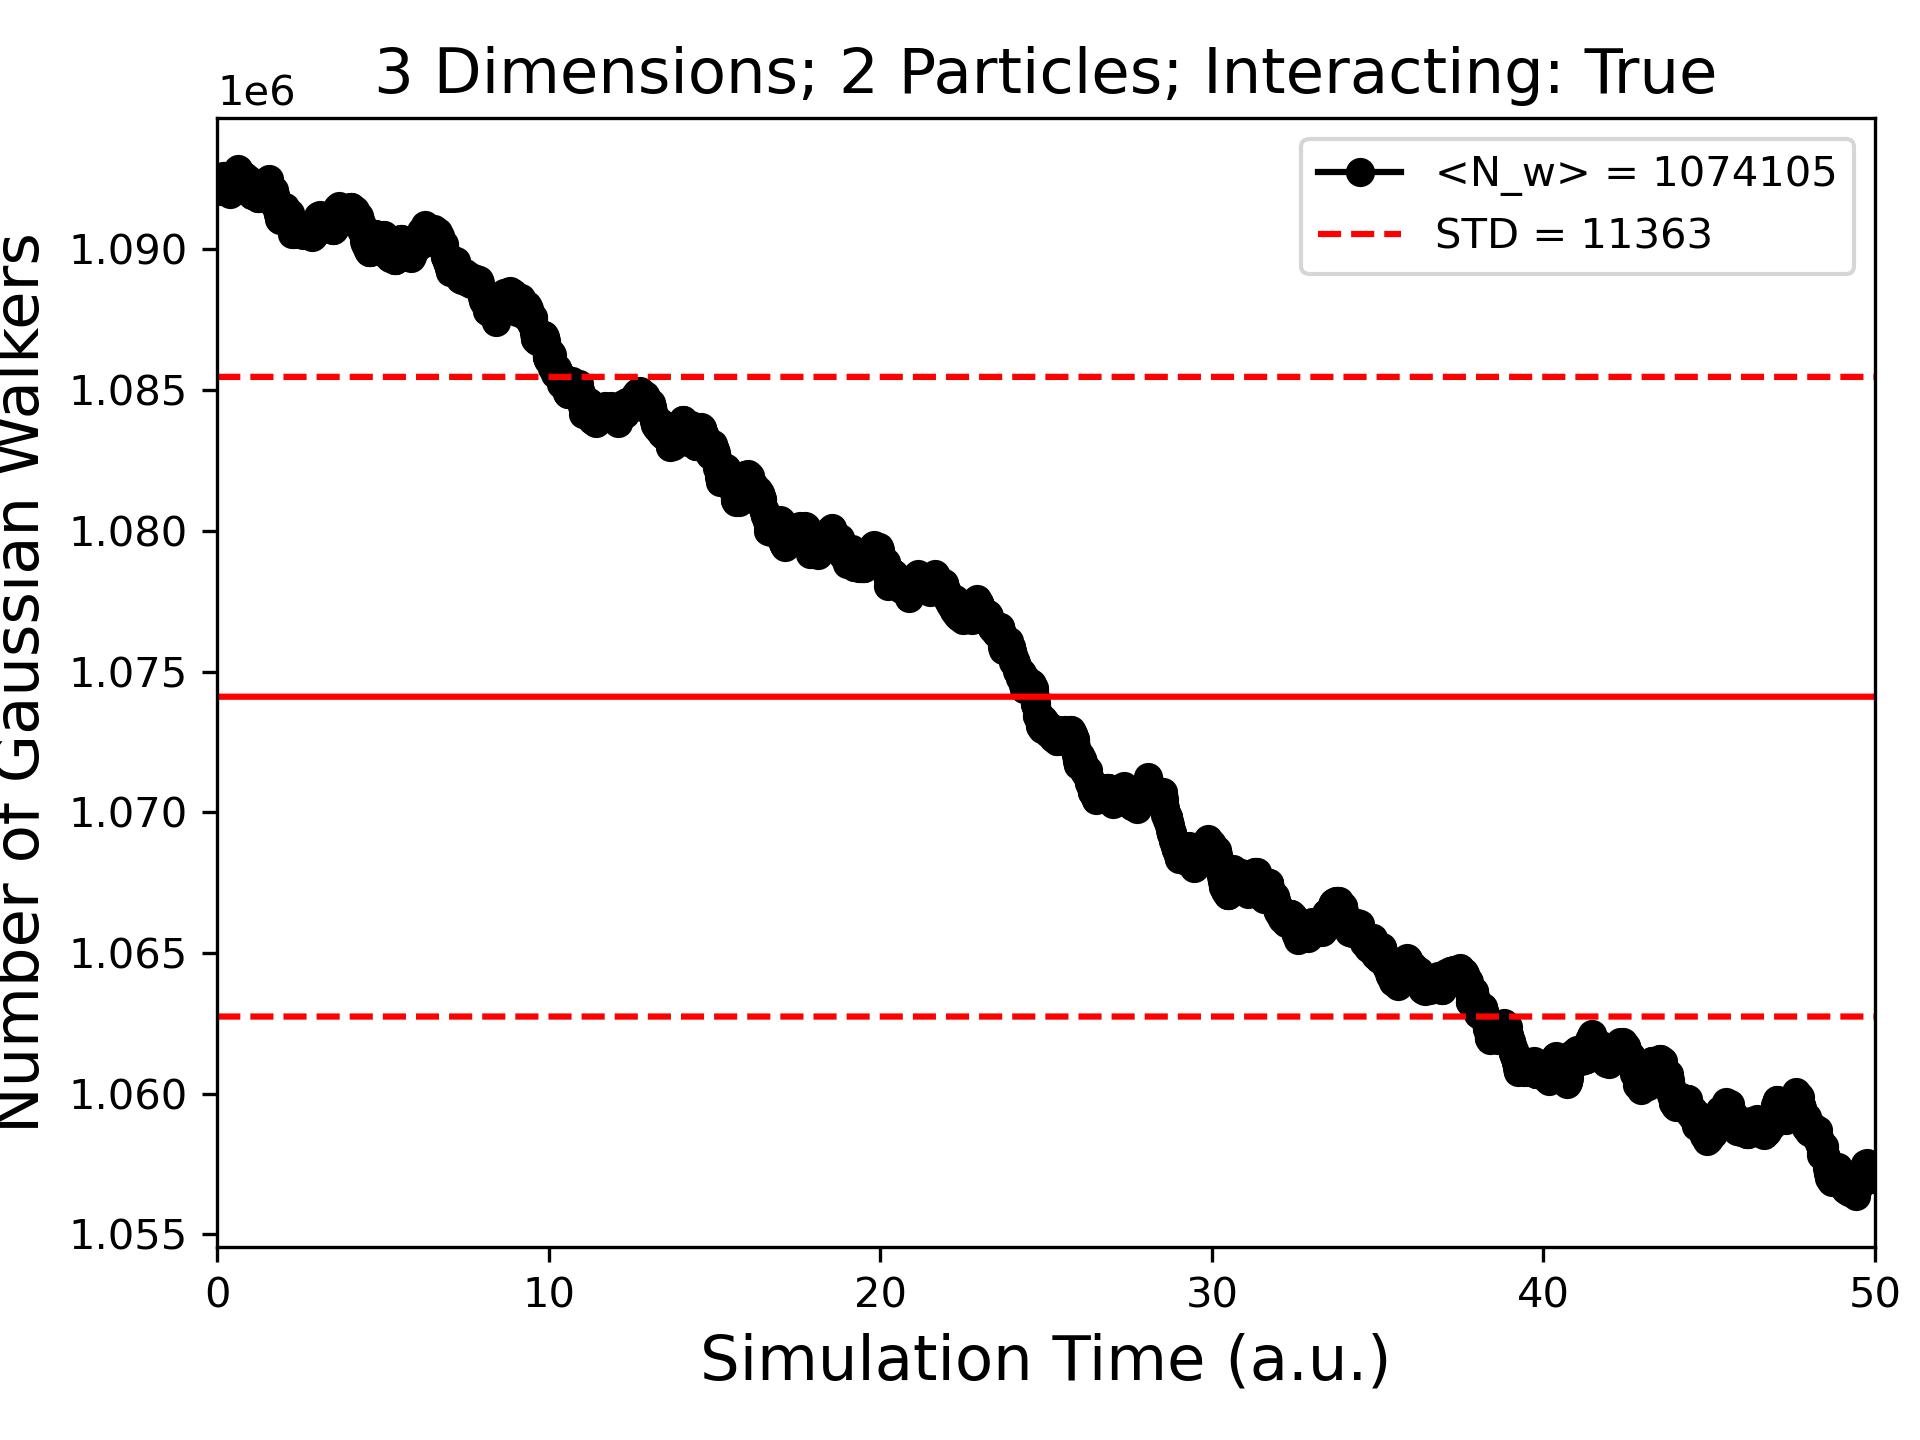 3 Dimensions; 2 Particles; Interacting: True
1e6
<N_w> = 1074105
STD = 11363
Number of Gaussian Walkers
1.090
1.085
1.080
1.075
1.070
1.065
1.060
1.055
0 10 20 30 40 50
Simulation Time (a.u.)